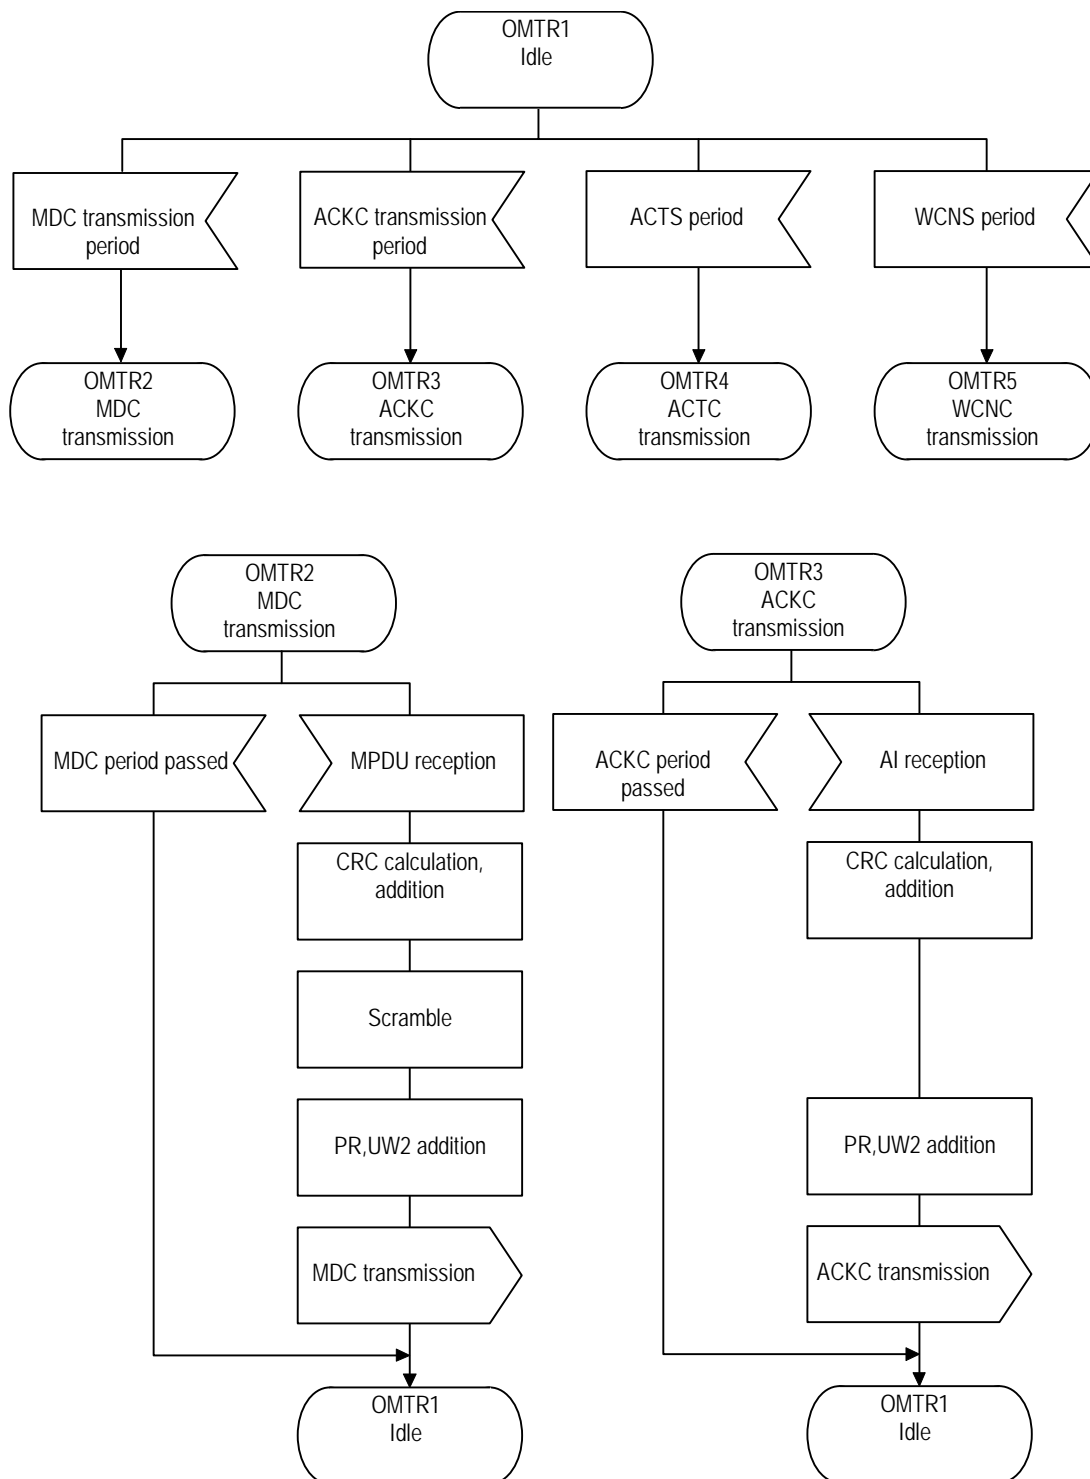 OMTR1
Idle
MDC transmission
period
ACKC transmission
period
ACTS period
WCNS period
OMTR2
MDC
transmission
OMTR3
ACKC
transmission
OMTR4
ACTC
transmission
OMTR5
WCNC
transmission
OMTR2
MDC
transmission
OMTR3
ACKC
transmission
MDC period passed
MPDU reception
ACKC period
passed
AI reception
CRC calculation,
addition
CRC calculation,
addition
Scramble
PR,UW2 addition
PR,UW2 addition
MDC transmission
ACKC transmission
OMTR1
Idle
OMTR1
Idle